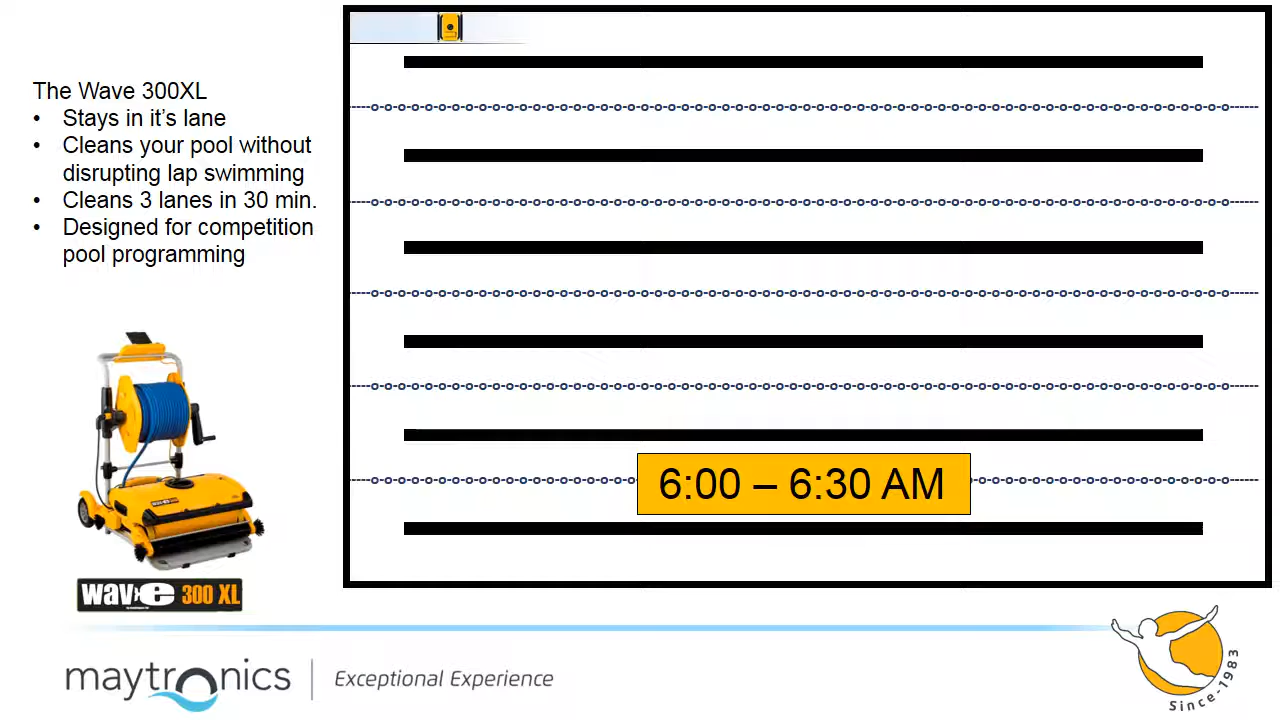 The Wave 300XL
• Stays in it's lane
• Cleans your pool without
disrupting lap swimming
• Cleans 3 lanes in 30 min.
• Designed for competition
pool programming
6:00 – 6:30 AM
wave 300 XL
maytronics
Exceptional Experience
Since-1983